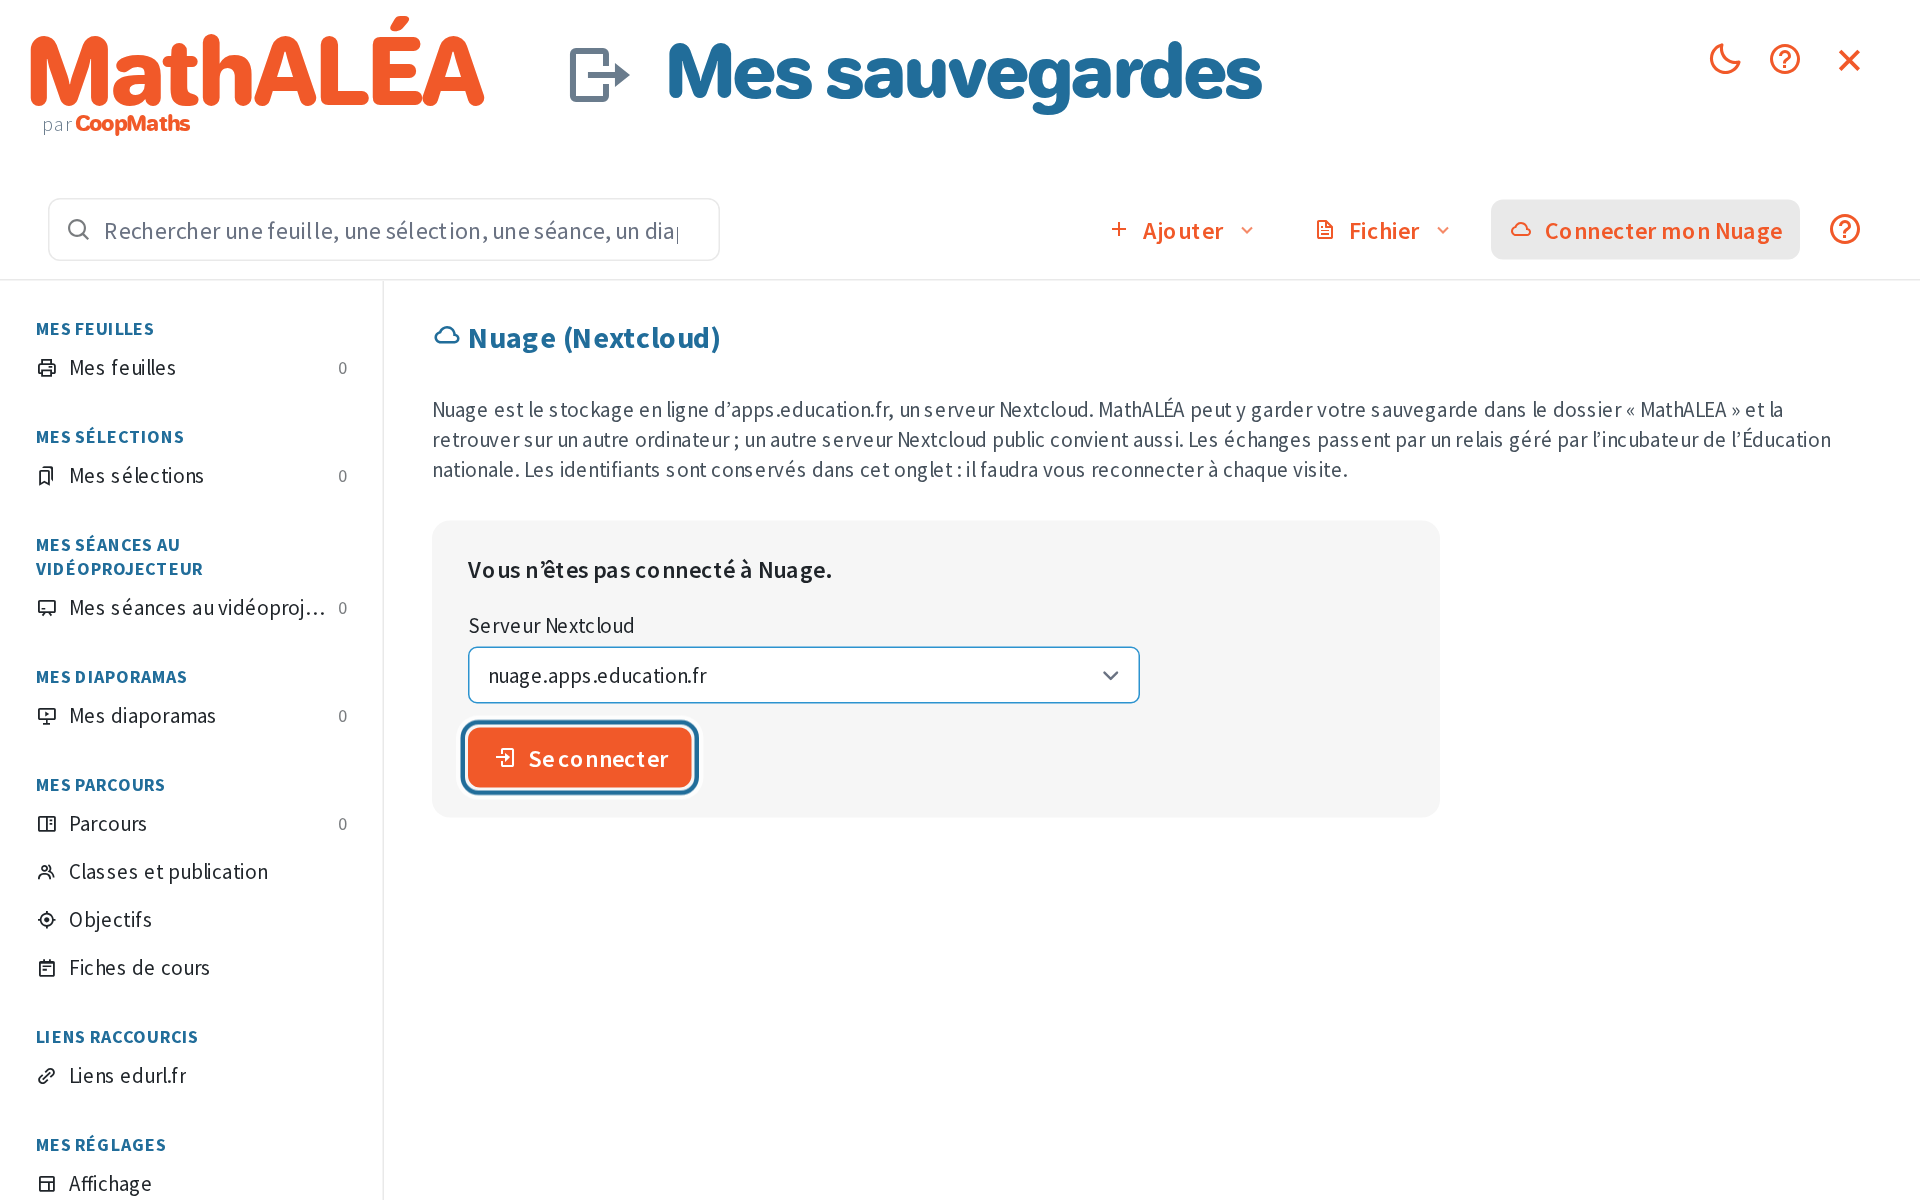 MathALÉA
par CoopMaths
Mes sauvegardes
Rechercher une feuille, une sélection, une séance, un
Ajouter
Fichier
Connecter mon Nuage
MES FEUILLES
Mes feuilles 0
MES SÉLECTIONS
Mes sélections 0
MES SÉANCES AU
VIDÉOPROJECTEUR
Mes séances au vidéoproj… 0
MES DIAPORAMAS
Mes diaporamas 0
MES PARCOURS
Parcours 0
Classes et publication
Objectifs
Fiches de cours
LIENS RACCOURCIS
Liens edurl.fr
MES RÉGLAGES
Affichage
Nuage (Nextcloud)
Nuage est le stockage en ligne d’apps.education.fr, un serveur Nextcloud. MathALÉA peut y garder votre sauvegarde dans le dossier « MathALEA » et la
retrouver sur un autre ordinateur ; un autre serveur Nextcloud public convient aussi. Les échanges passent par un relais géré par l’incubateur de l’Éducation
nationale. Les identifiants sont conservés dans cet onglet : il faudra vous reconnecter à chaque visite.
Vous n’êtes pas connecté à Nuage.
Serveur Nextcloud
nuage.apps.education.fr
Se connecter